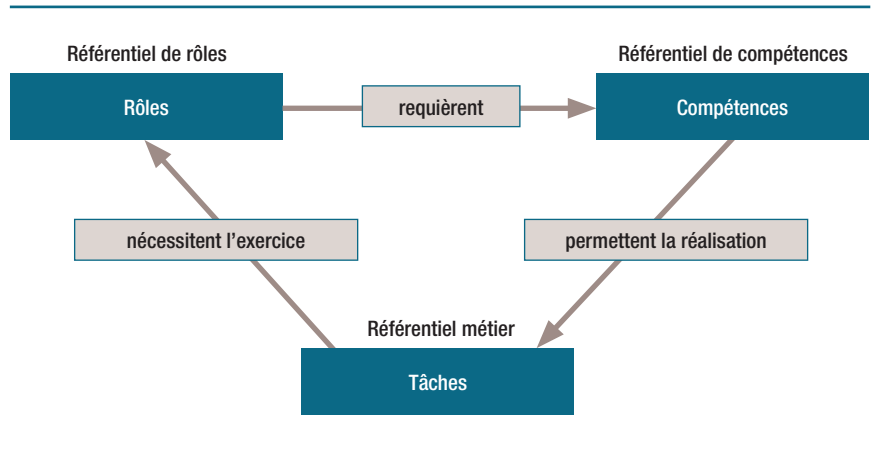 Référentiel de rôles
Référentiel de compétences
Rôles
requièrent
Compétences
nécessitent l’exercice
permettent la réalisation
Référentiel métier
Tâches